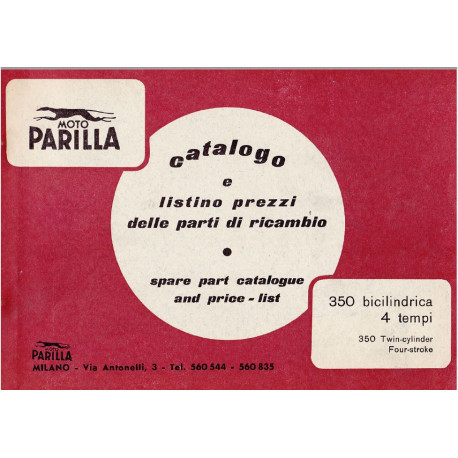 MOTO
PARILLA
catalogo
e
listino prezzi
delle parti di ricambio
•
spare part catalogue
and price - list
350 bicilindrica
4 tempi
350 Twin-cylinder
Four-stroke
MOTO
PARILLA
MILANO - Via Antonelli, 3 - Tel. 560 544 - 560 835